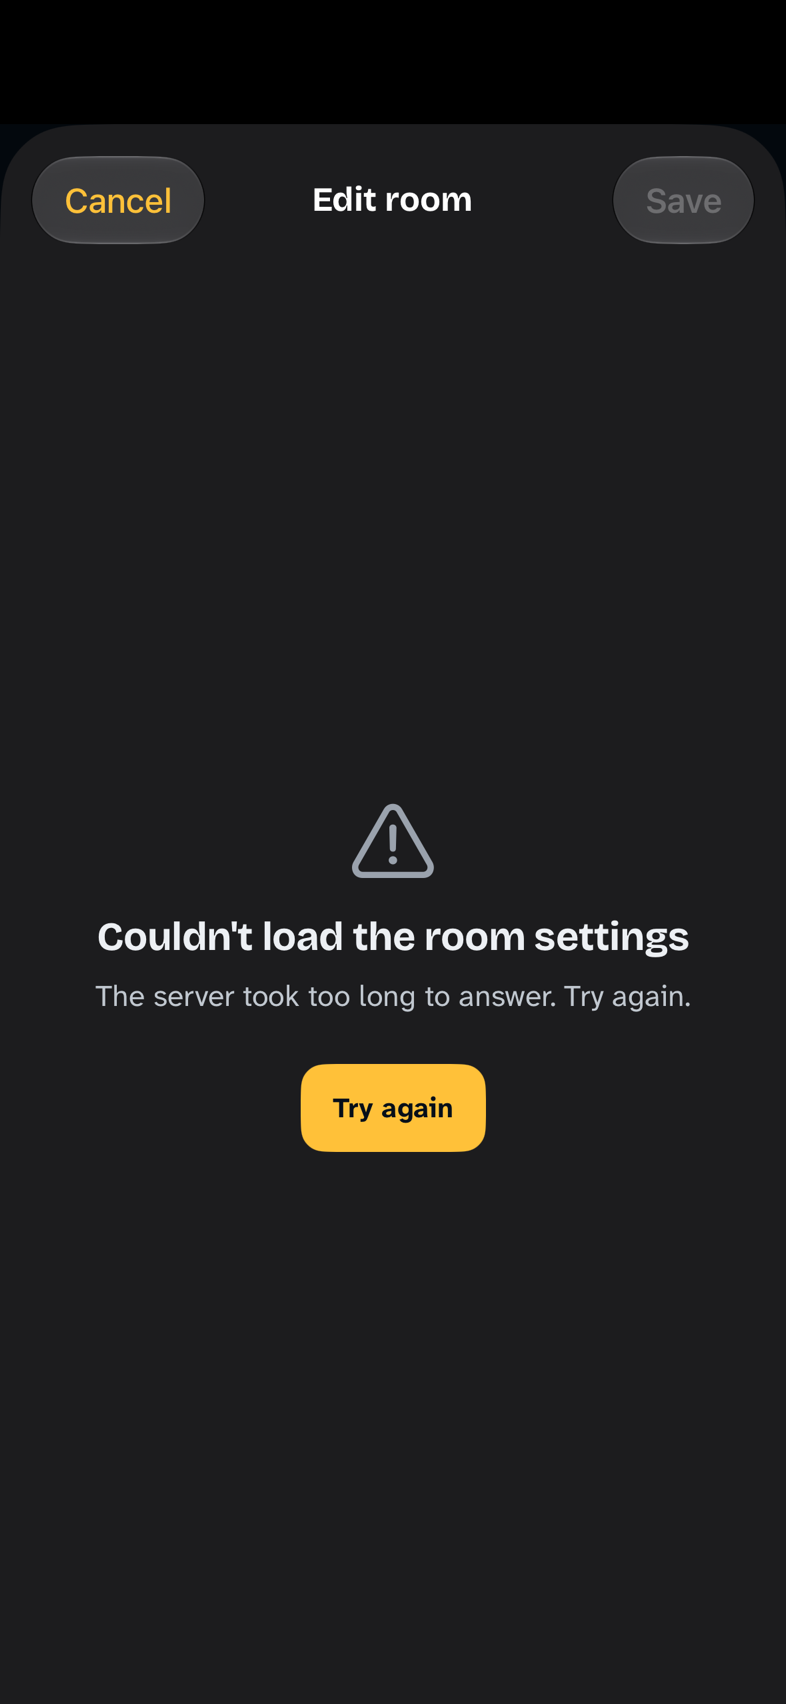 Cancel
Edit room
Save
Couldn't load the room settings
The server took too long to answer. Try again.
Try again